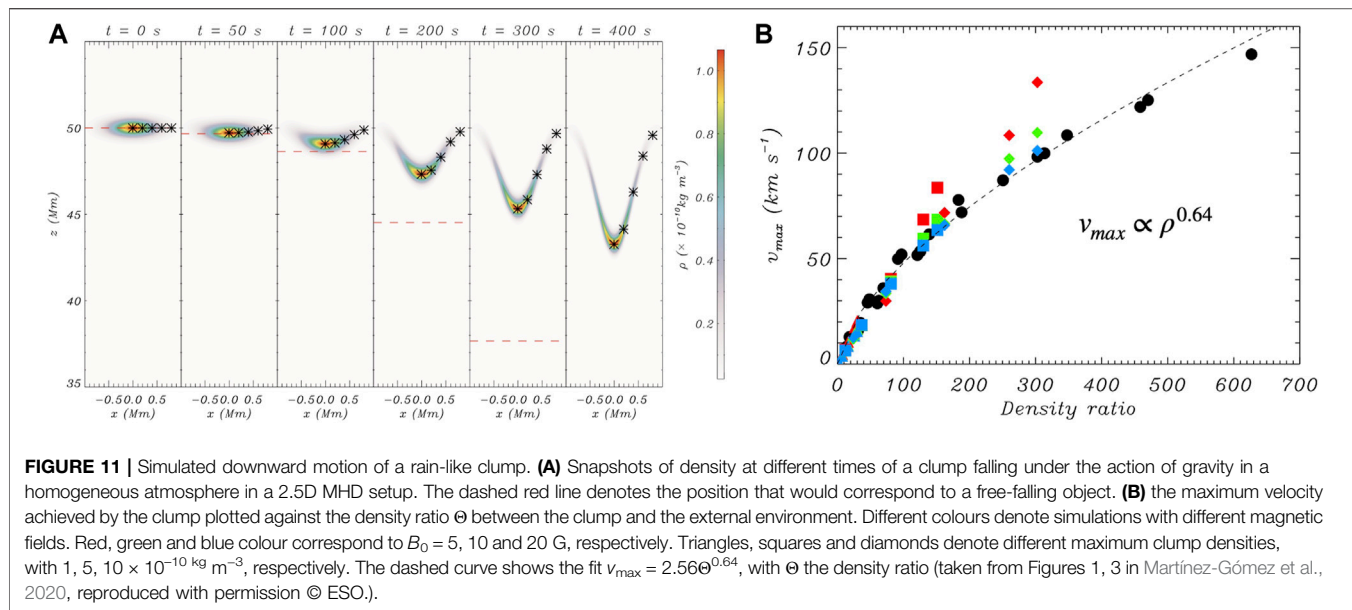 A
t = 0 s t = 50 s t = 100 s t = 200 s t = 300 s t = 400 s
z (Mm)
50
45
40
35
-0.50.0 0.5 -0.50.0 0.5 -0.50.0 0.5 -0.50.0 0.5 -0.50.0 0.5 -0.50.0 0.5
x (Mm) x (Mm) x (Mm) x (Mm) x (Mm) x (Mm)
ρ (× 10⁻¹⁰kg m⁻³)
1.0
0.8
0.6
0.4
0.2
B
v_max (km s⁻¹)
150
100
50
0
v_max ∝ ρ^0.64
0 100 200 300 400 500 600 700
Density ratio
FIGURE 11 | Simulated downward motion of a rain-like clump. (A) Snapshots of density at different times of a clump falling under the action of gravity in a
homogeneous atmosphere in a 2.5D MHD setup. The dashed red line denotes the position that would correspond to a free-falling object. (B) the maximum velocity
achieved by the clump plotted against the density ratio Θ between the clump and the external environment. Different colours denote simulations with different magnetic
fields. Red, green and blue colour correspond to B₀ = 5, 10 and 20 G, respectively. Triangles, squares and diamonds denote different maximum clump densities,
with 1, 5, 10 × 10^−10 kg m−3, respectively. The dashed curve shows the fit v_max = 2.56Θ^0.64, with Θ the density ratio (taken from Figures 1, 3 in Martínez-Gómez et al.,
2020, reproduced with permission © ESO.).